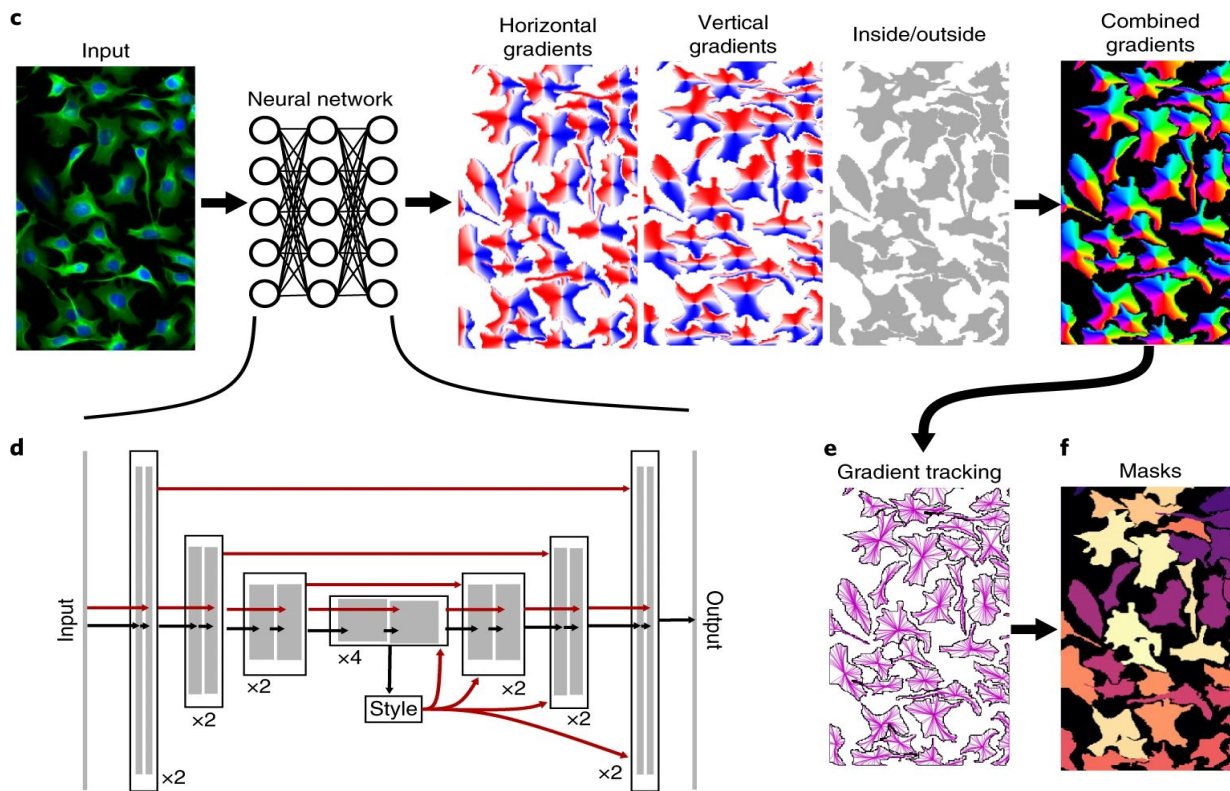 c
Input
Neural network
Horizontal
gradients
Vertical
gradients
Inside/outside
Combined
gradients
d
Input
×2
×2
×2
×4
Style
×2
×2
×2
Output
e
Gradient tracking
f
Masks